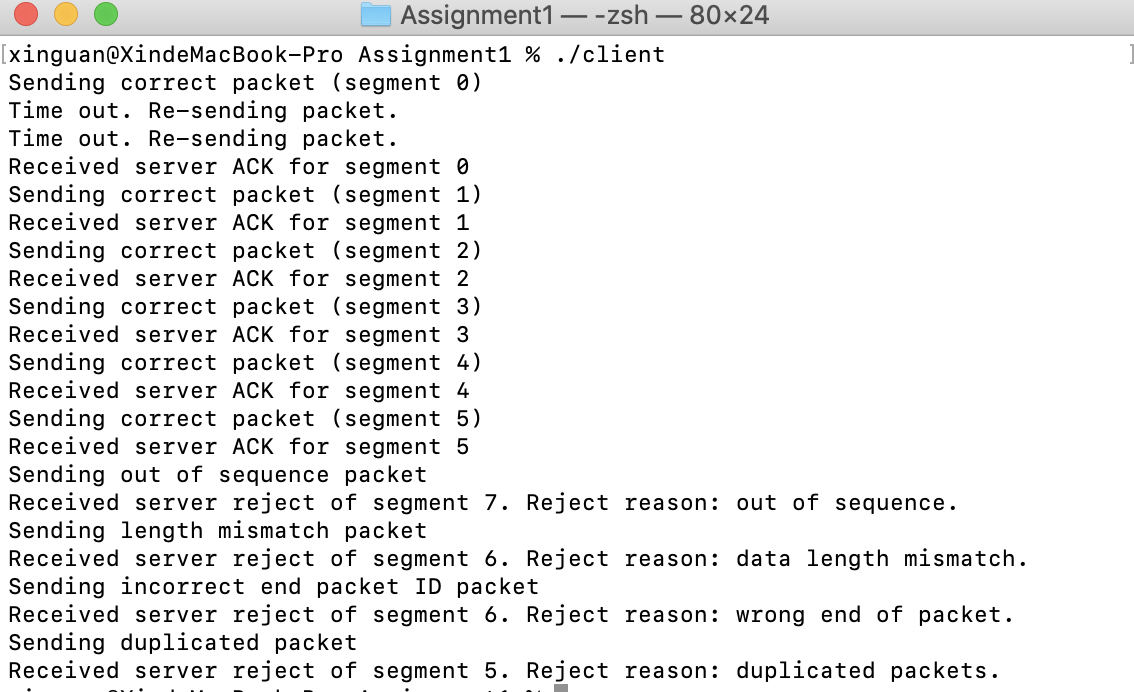 Assignment1 — -zsh — 80×24
[xinguan@XindeMacBook-Pro Assignment1 % ./client ]
Sending correct packet (segment 0)
Time out. Re-sending packet.
Time out. Re-sending packet.
Received server ACK for segment 0
Sending correct packet (segment 1)
Received server ACK for segment 1
Sending correct packet (segment 2)
Received server ACK for segment 2
Sending correct packet (segment 3)
Received server ACK for segment 3
Sending correct packet (segment 4)
Received server ACK for segment 4
Sending correct packet (segment 5)
Received server ACK for segment 5
Sending out of sequence packet
Received server reject of segment 7. Reject reason: out of sequence.
Sending length mismatch packet
Received server reject of segment 6. Reject reason: data length mismatch.
Sending incorrect end packet ID packet
Received server reject of segment 6. Reject reason: wrong end of packet.
Sending duplicated packet
Received server reject of segment 5. Reject reason: duplicated packets.